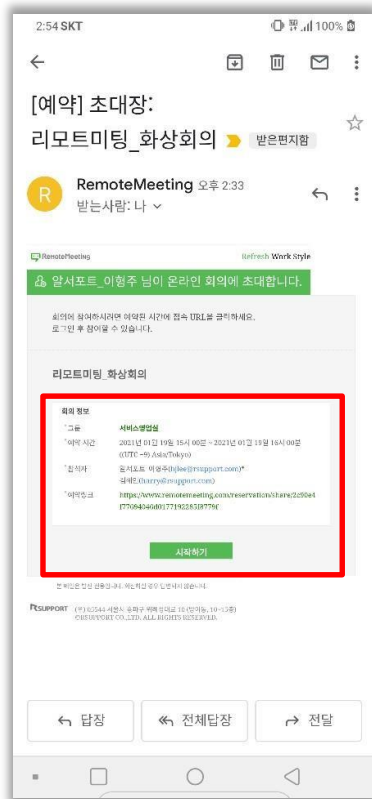 2:54 SKT
100%
[예약] 초대장:
리모트미팅_화상회의
받은편지함
R
RemoteMeeting 오후 2:33
받는사람: 나
RemoteMeeting
Refresh Work Style
알서포트_이형주 님이 온라인 회의에 초대합니다.
회의에 참여하시려면 예약된 시간에 접속 URL을 클릭하세요.
로그인 후 참여할 수 있습니다.
리모트미팅_화상회의
회의 정보
*그룹 서비스영업실
*예약 시간 2021년 01월 19일 15시 00분 ~ 2021년 01월 19일 16시 00분
((UTC +9) Asia/Tokyo)
*참석자
(hjlee@rsupport.com)*
(harry@rsupport.com)
*예약링크 https://www.remotemeeting.com/reservation/share/2c90e4
시작하기
RSUPPORT
답장
전체답장
전달